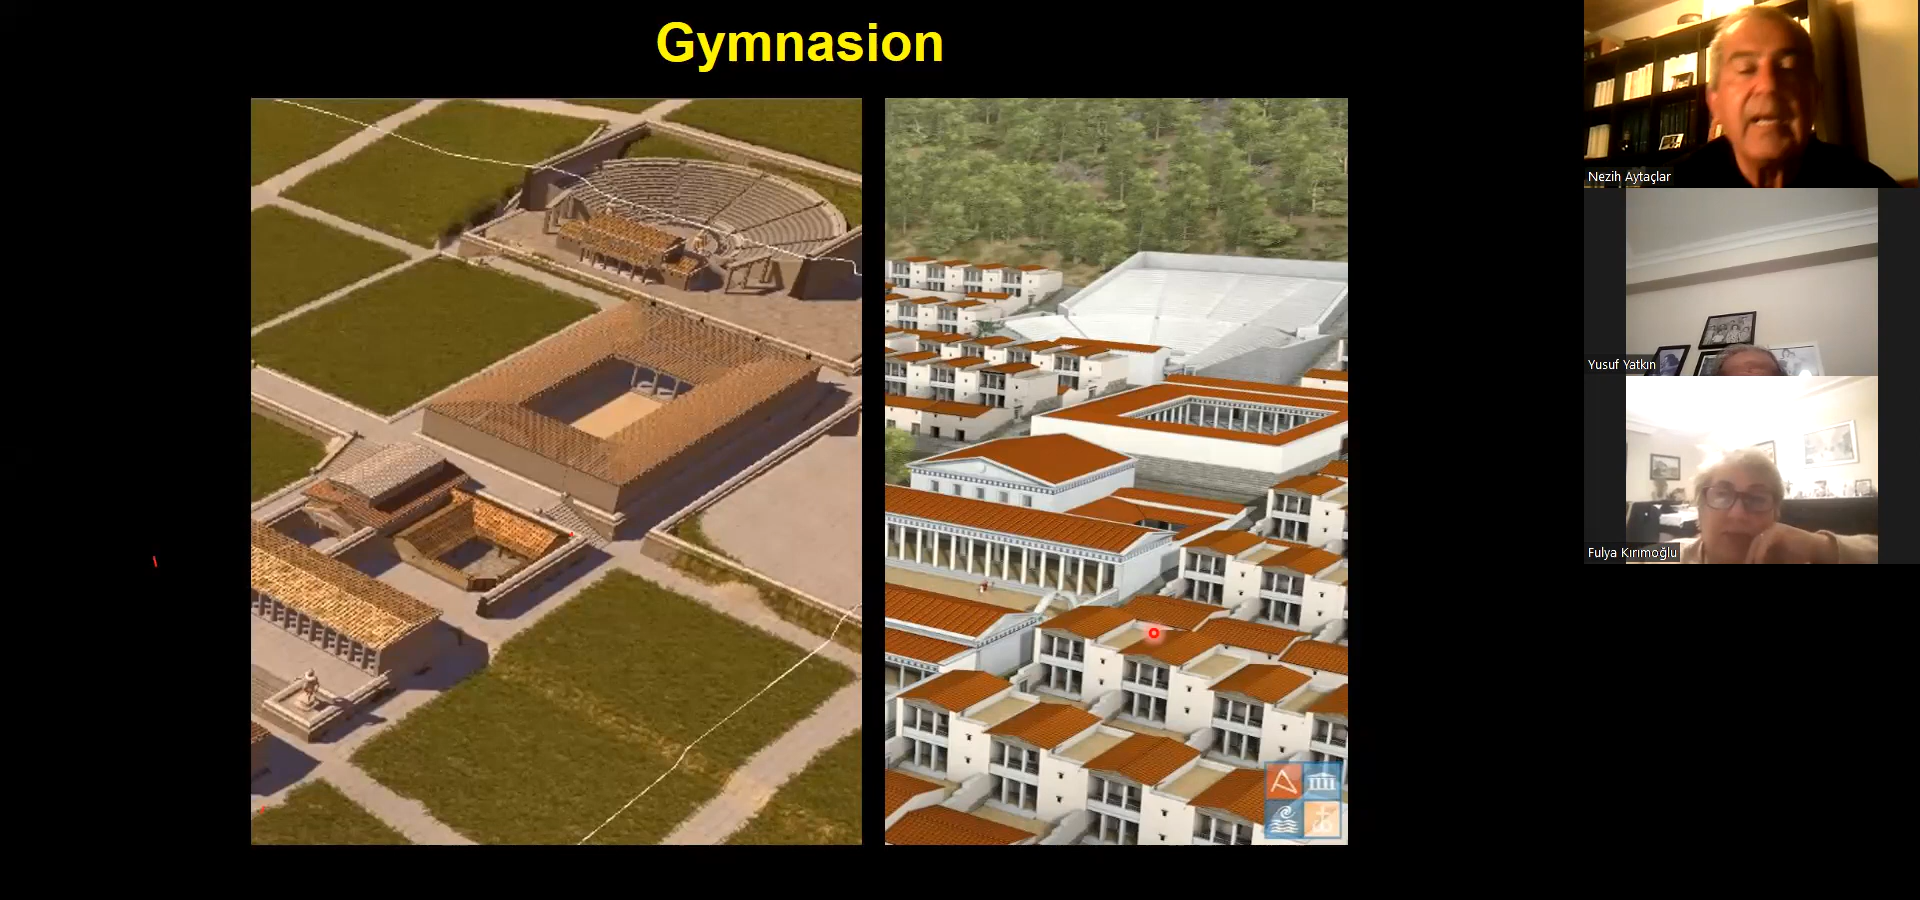 Gymnasion
Nezih Aytaçlar
Yusuf Yatkın
Fulya Kırımoğlu